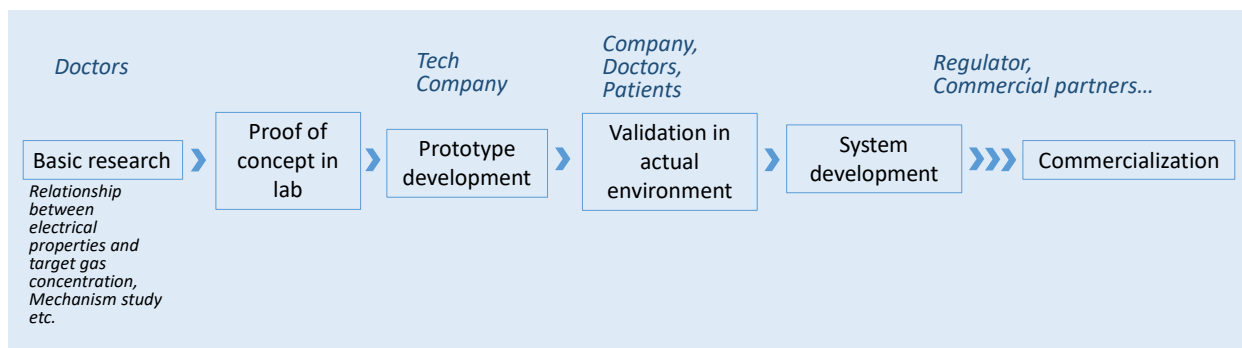 Doctors
Tech
Company
Company,
Doctors,
Patients
Regulator,
Commercial partners...
Basic research
Proof of
concept in
lab
Prototype
development
Validation in
actual
environment
System
development
Commercialization
Relationship
between
electrical
properties and
target gas
concentration,
Mechanism study
etc.